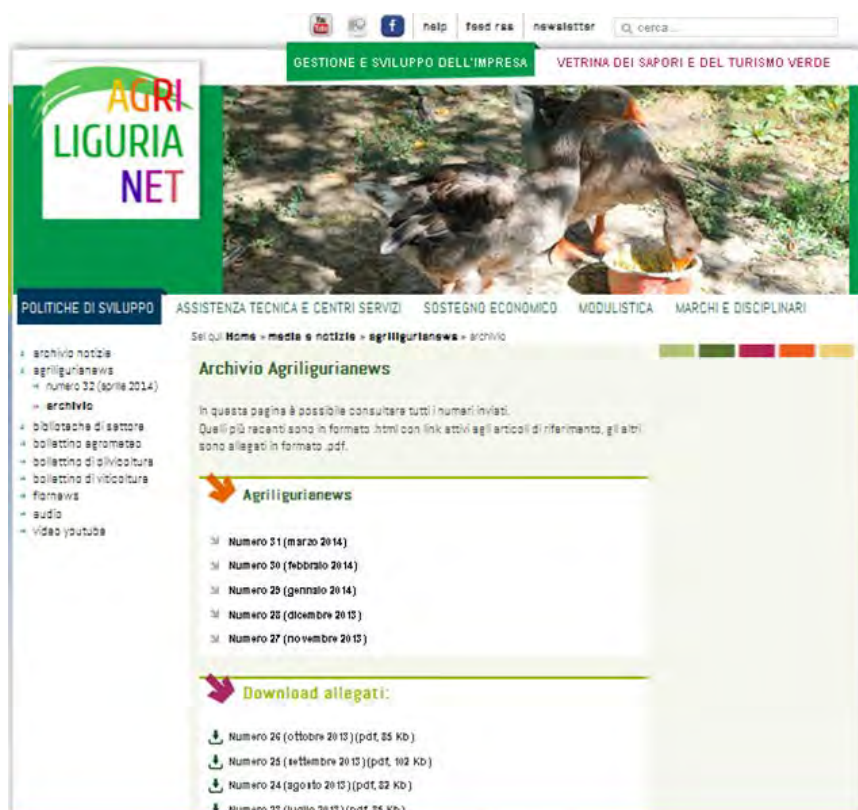 You Tube
f
help
feed rss
newsletter
cerca...
GESTIONE E SVILUPPO DELL'IMPRESA
VETRINA DEI SAPORI E DEL TURISMO VERDE
AGRI
LIGURIA
NET
POLITICHE DI SVILUPPO
ASSISTENZA TECNICA E CENTRI SERVIZI
SOSTEGNO ECONOMICO
MODULISTICA
MARCHI E DISCIPLINARI
Sei qui: Home » media e notizie » agriligurianews » archivio
archivio notizie
agriligurianews
numero 32 (aprile 2014)
archivio
biblioteche di settore
bollettino agrometeo
bollettino di olivicoltura
bollettino di viticoltura
flornews
audio
video youtube
Archivio Agriligurianews
In questa pagina è possibile consultare tutti i numeri inviati.
Quelli più recenti sono in formato .html con link attivi agli articoli di riferimento, gli altri
sono allegati in formato .pdf.
Agriligurianews
Numero 31 (marzo 2014)
Numero 30 (febbraio 2014)
Numero 29 (gennaio 2014)
Numero 28 (dicembre 2013)
Numero 27 (novembre 2013)
Download allegati:
Numero 26 (ottobre 2013) (pdf, 85 Kb)
Numero 25 (settembre 2013) (pdf, 102 Kb)
Numero 24 (agosto 2013) (pdf, 82 Kb)